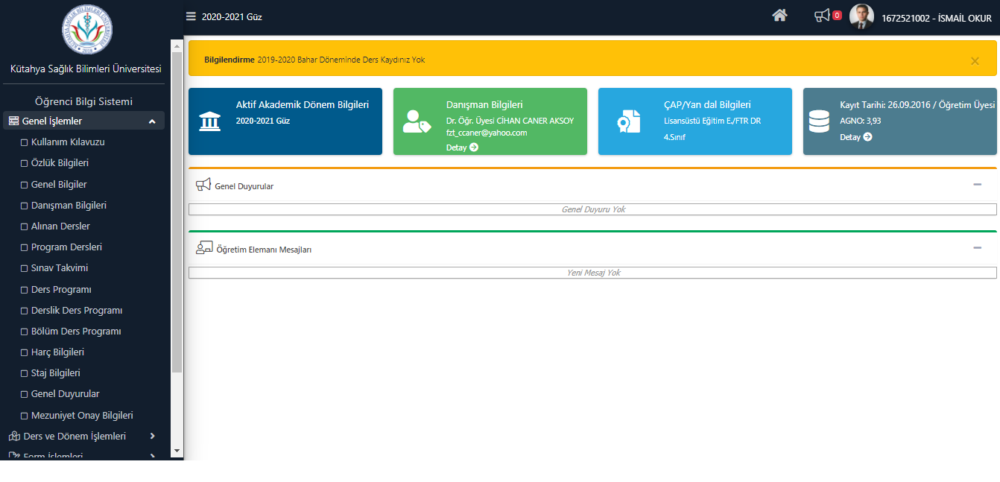 2020-2021 Güz
0
1672521002 - İSMAİL OKUR
Kütahya Sağlık Bilimleri Üniversitesi
Öğrenci Bilgi Sistemi
Genel İşlemler
Kullanım Kılavuzu
Özlük Bilgileri
Genel Bilgiler
Danışman Bilgileri
Alınan Dersler
Program Dersleri
Sınav Takvimi
Ders Programı
Derslik Ders Programı
Bölüm Ders Programı
Harç Bilgileri
Staj Bilgileri
Genel Duyurular
Mezuniyet Onay Bilgileri
Ders ve Dönem İşlemleri
Form İşlemleri
Bilgilendirme 2019-2020 Bahar Döneminde Ders Kaydınız Yok
Aktif Akademik Dönem Bilgileri
2020-2021 Güz
Danışman Bilgileri
Dr. Öğr. Üyesi CİHAN CANER AKSOY
fzt_ccaner@yahoo.com
Detay
ÇAP/Yan dal Bilgileri
Lisansüstü Eğitim E./FTR DR
4.Sınıf
Kayıt Tarihi: 26.09.2016 / Öğretim Üyesi
AGNO: 3,93
Detay
Genel Duyurular
Genel Duyuru Yok
Öğretim Elemanı Mesajları
Yeni Mesaj Yok